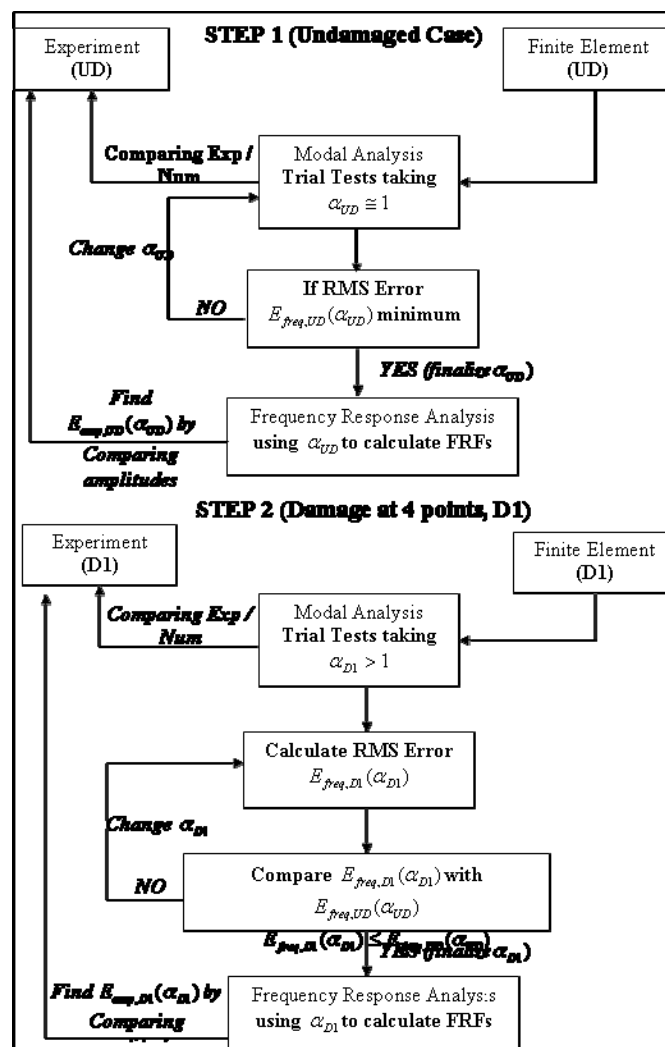 STEP 1 (Undamaged Case)
Experiment
(UD)
Finite Element
(UD)
Comparing Exp /
Num
Modal Analysis
Trial Tests taking
α_UD ≅ 1
Change α_UD
If RMS Error
E_freq,UD(α_UD) minimum
NO
YES (finalize α_UD)
Find
E_amp,UD(α_UD) by
Comparing
amplitudes
Frequency Response Analysis
using α_UD to calculate FRFs
STEP 2 (Damage at 4 points, D1)
Experiment
(D1)
Finite Element
(D1)
Comparing Exp /
Num
Modal Analysis
Trial Tests taking
α_D1 > 1
Calculate RMS Error
E_freq,D1(α_D1)
Change α_D1
Compare E_freq,D1(α_D1) with
E_freq,UD(α_UD)
NO
E_freq,D1(α_D1) ≤
YES (finalize α_D1)
Find E_amp,D1(α_D1) by
Comparing
Frequency Response Analysis
using α_D1 to calculate FRFs